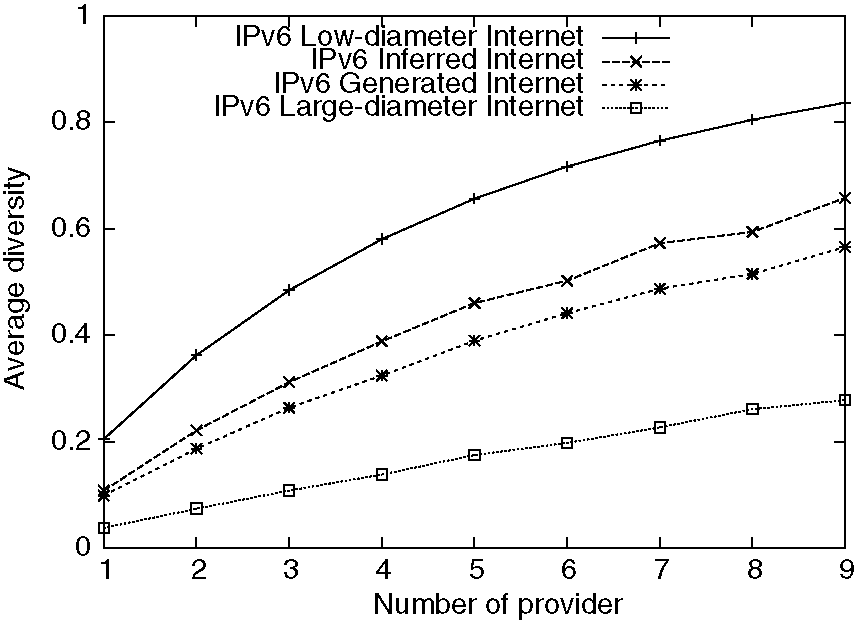 1
0.8
0.6
0.4
0.2
0
Average diversity
IPv6 Low-diameter Internet
IPv6 Inferred Internet
IPv6 Generated Internet
IPv6 Large-diameter Internet
1 2 3 4 5 6 7 8 9
Number of provider